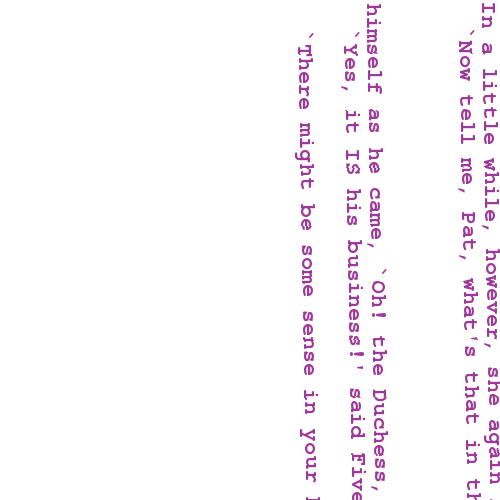 In a little while, however, she again
`Now tell me, Pat, what's that in
himself as he came, `Oh! the Duchess,
`Yes, it IS his business!' said Five
`There might be some sense in your